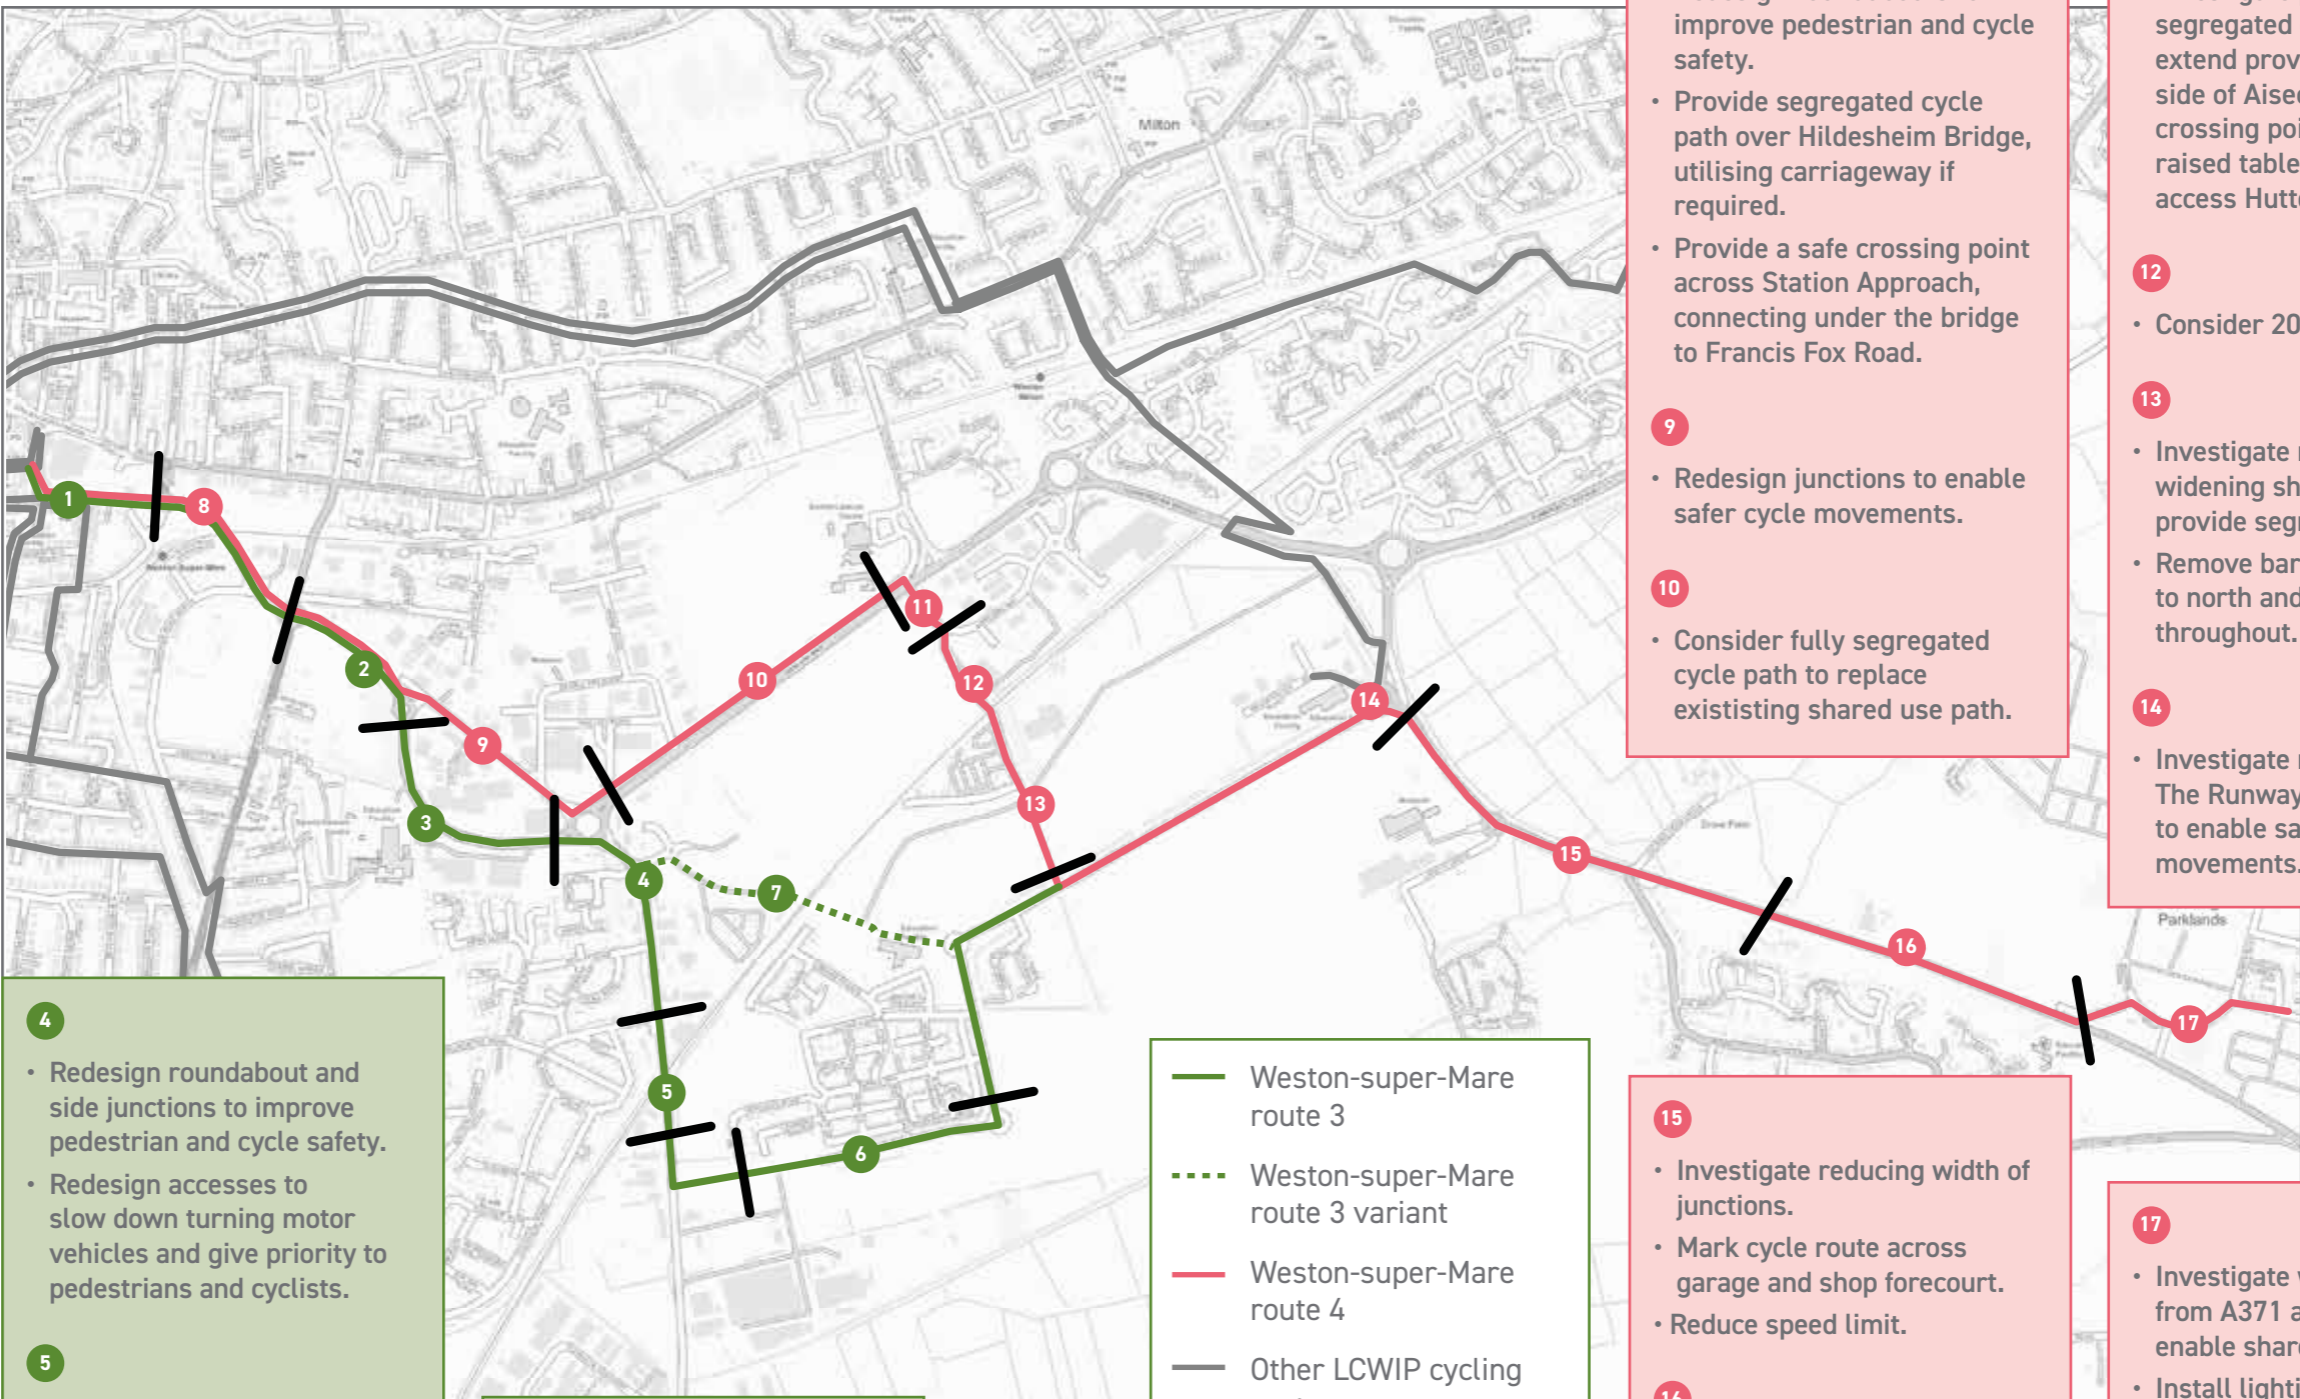 improve pedestrian and cycle
safety.
• Provide segregated cycle
path over Hildesheim Bridge,
utilising carriageway if
required.
• Provide a safe crossing point
across Station Approach,
connecting under the bridge
to Francis Fox Road.
9
• Redesign junctions to enable
safer cycle movements.
10
• Consider fully segregated
cycle path to replace
exististing shared use path.
segregated
extend prov
side of Aise
crossing poi
raised table
access Hutt
12
• Consider 20
13
• Investigate
widening sh
provide seg
• Remove bar
to north and
throughout.
14
• Investigate
The Runway
to enable sa
movements.
Milton
Parklands
1
8
2
9
3
10
11
12
13
14
4
7
15
16
17
5
6
4
• Redesign roundabout and
side junctions to improve
pedestrian and cycle safety.
• Redesign accesses to
slow down turning motor
vehicles and give priority to
pedestrians and cyclists.
5
Weston-super-Mare
route 3
Weston-super-Mare
route 3 variant
Weston-super-Mare
route 4
Other LCWIP cycling
15
• Investigate reducing width of
junctions.
• Mark cycle route across
garage and shop forecourt.
• Reduce speed limit.
16
17
• Investigate
from A371 a
enable shar
• Install lighti